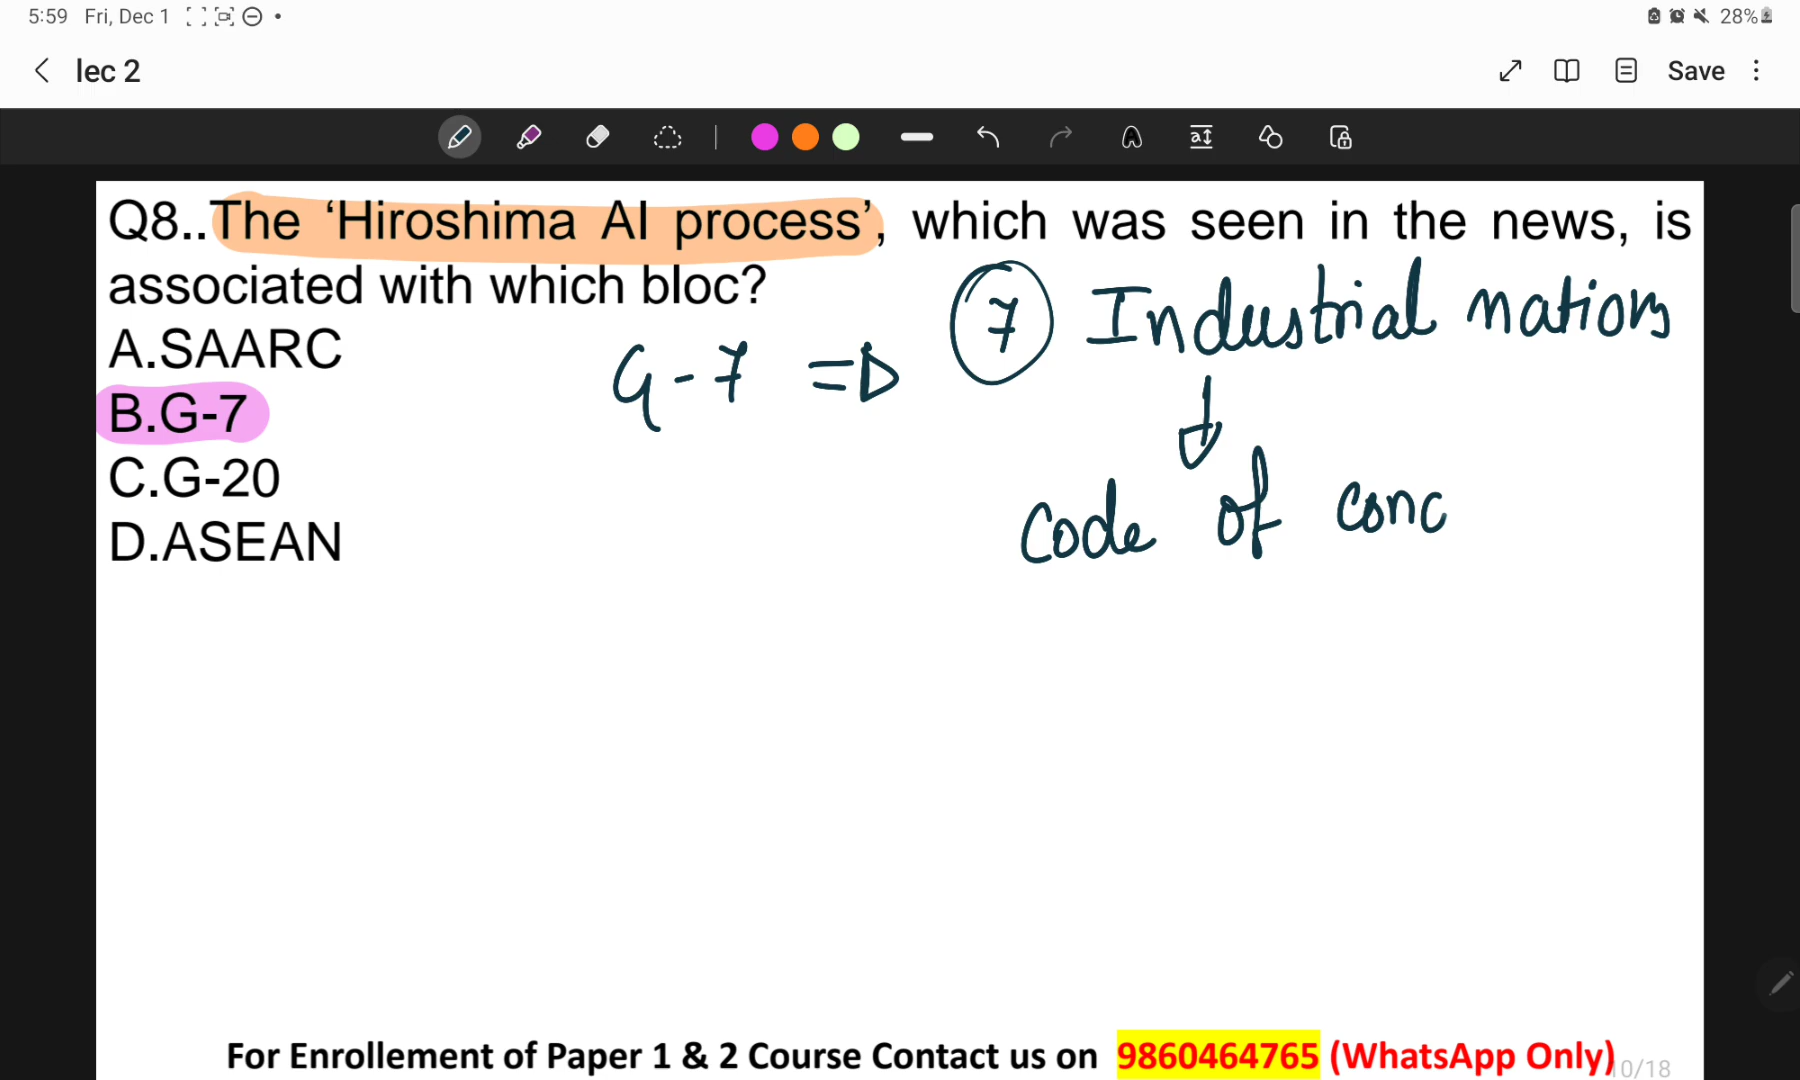 5:59 Fri, Dec 1
28%
lec 2
Save
Q8..The ‘Hiroshima AI process’, which was seen in the news, is
associated with which bloc?
A.SAARC
B.G-7
C.G-20
D.ASEAN
G-7 => 7 Industrial nations
code of conc
For Enrollement of Paper 1 & 2 Course Contact us on 9860464765 (WhatsApp Only)
10/18